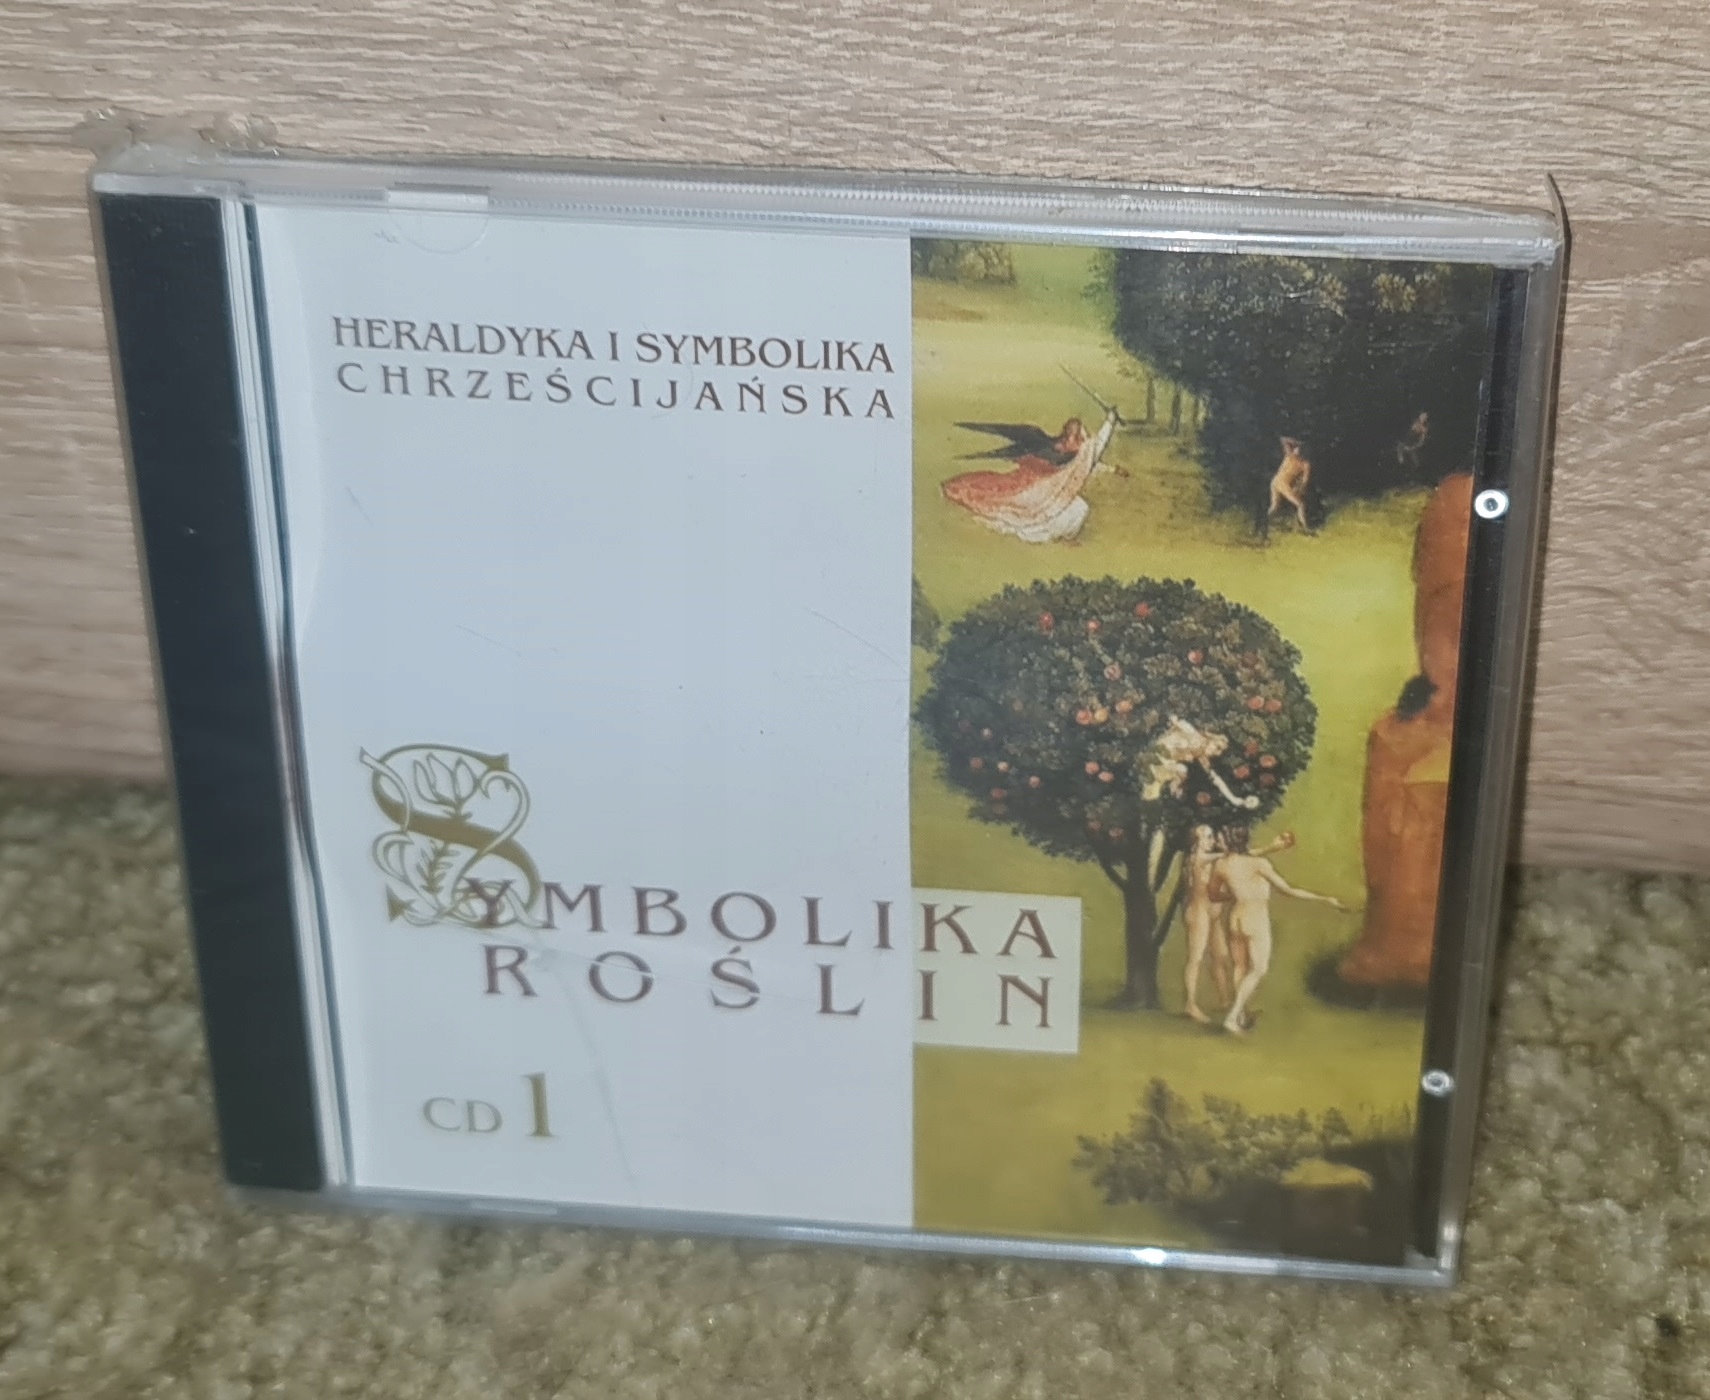 HERALDYKA I SYMBOLIKA
CHRZEŚCIJAŃSKA
SYMBOLIKA
ROŚLIN
CD 1